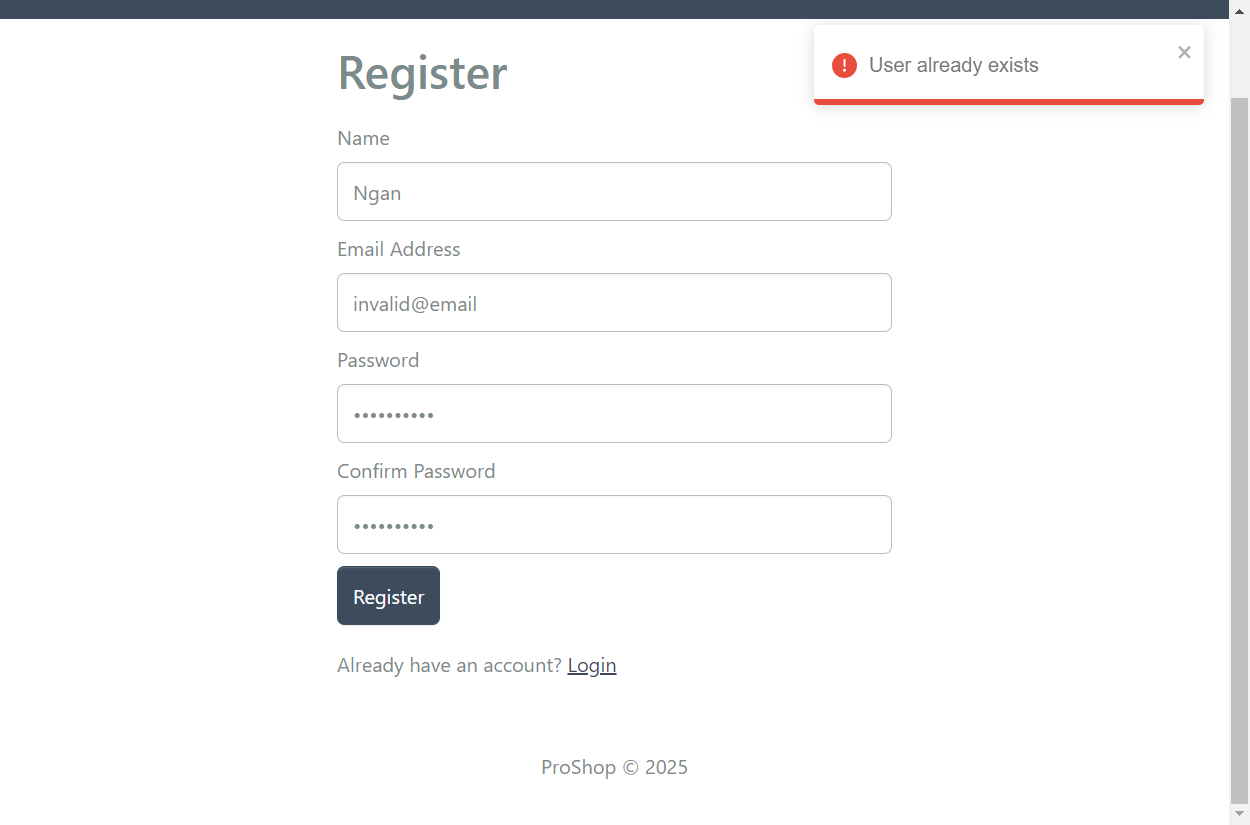 Register
User already exists
Name
Ngan
Email Address
invalid@email
Password
••••••••••
Confirm Password
••••••••••
Register
Already have an account? Login
ProShop © 2025